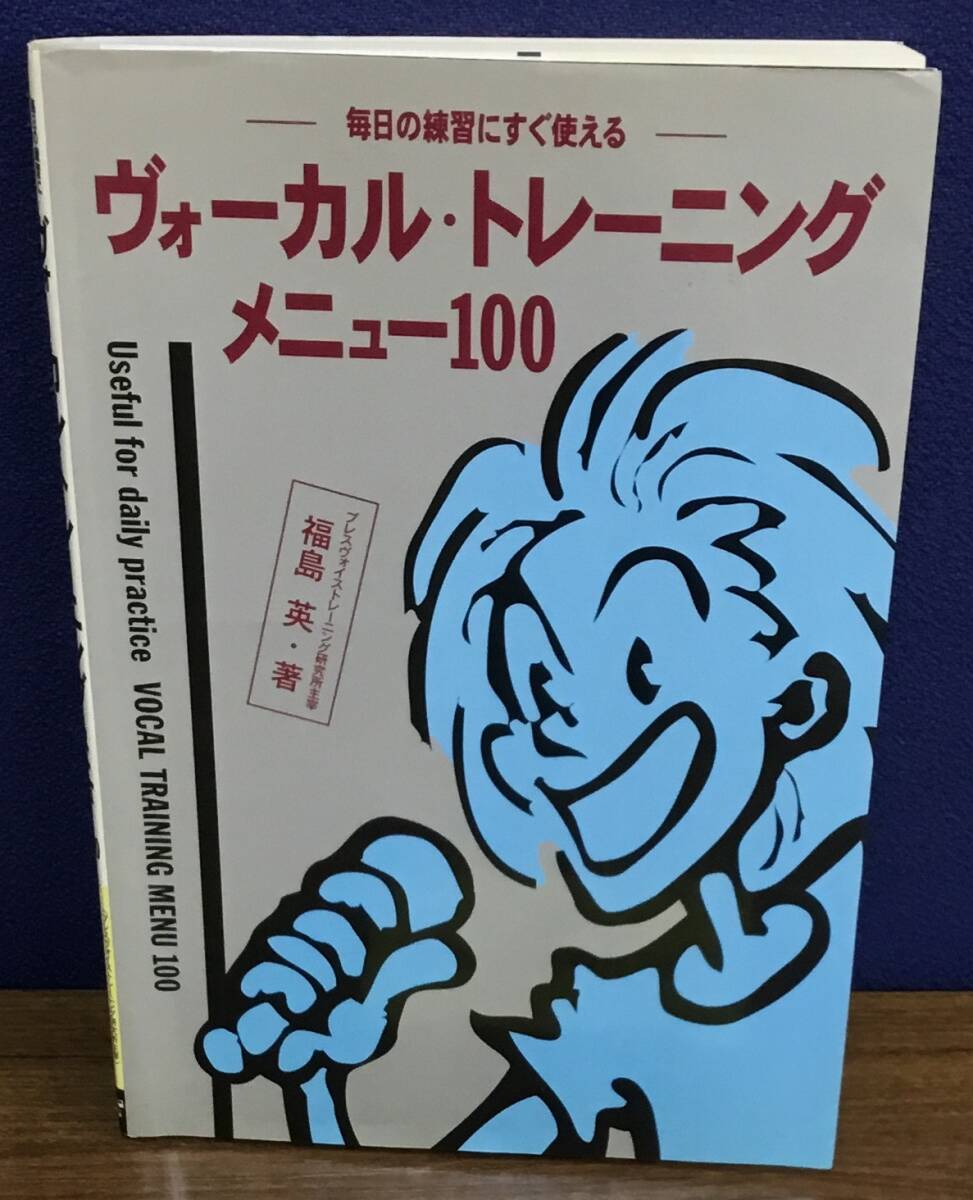 毎日の練習にすぐ使える
ヴォーカル・トレーニング
メニュー100
Useful for daily practice VOCAL TRAINING MENU 100
ブレスヴォイストレーニング研究所主宰
福島 英・著